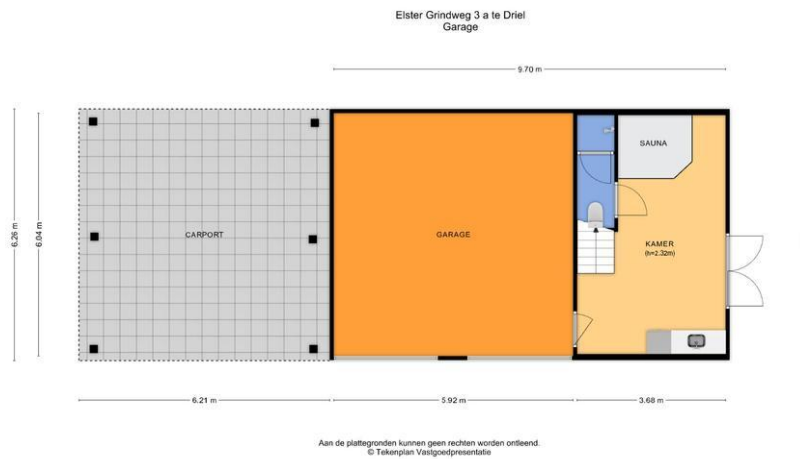 Elster Grindweg 3 a te Driel
Garage
9.70 m
SAUNA
6.26 m
6.04 m
CARPORT
GARAGE
KAMER
(h=2.32m)
6.21 m
5.92 m
3.68 m
Aan de plattegronden kunnen geen rechten worden ontleend.
© Tekenplan Vastgoedpresentatie